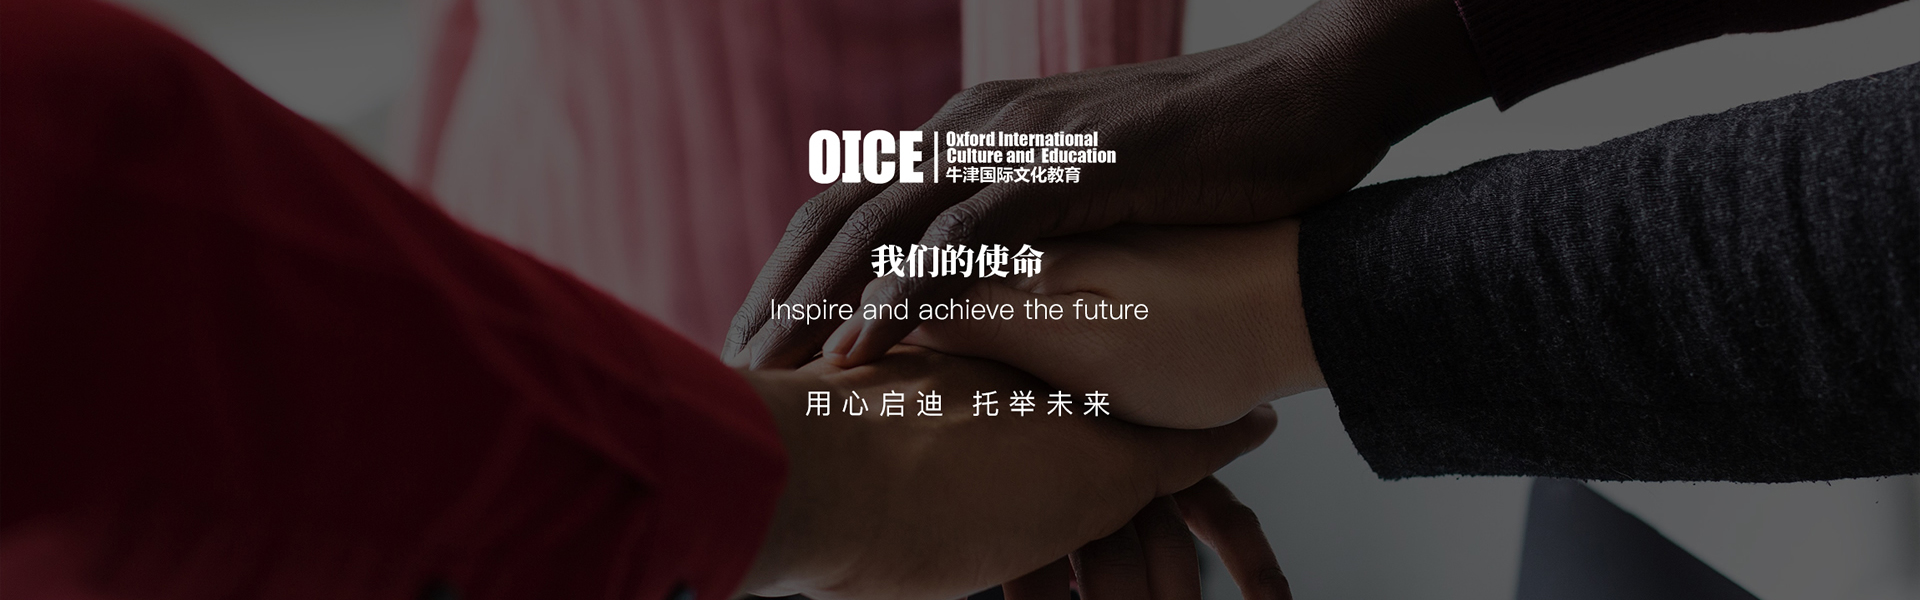 OICE
Oxford International
Culture and Education
牛津国际文化教育
我们的使命
Inspire and achieve the future
用心启迪 托举未来